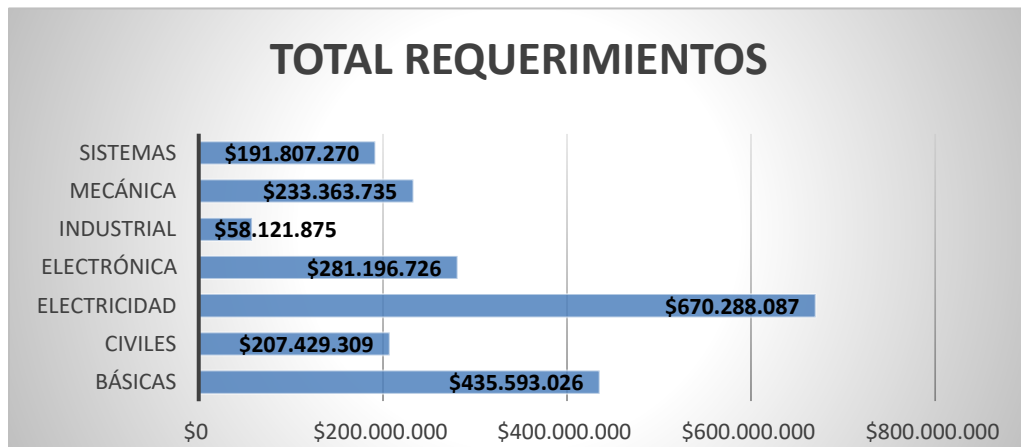 TOTAL REQUERIMIENTOS
SISTEMAS $191.807.270
MECÁNICA $233.363.735
INDUSTRIAL $58.121.875
ELECTRÓNICA $281.196.726
ELECTRICIDAD $670.288.087
CIVILES $207.429.309
BÁSICAS $435.593.026
$0 $200.000.000 $400.000.000 $600.000.000 $800.000.000